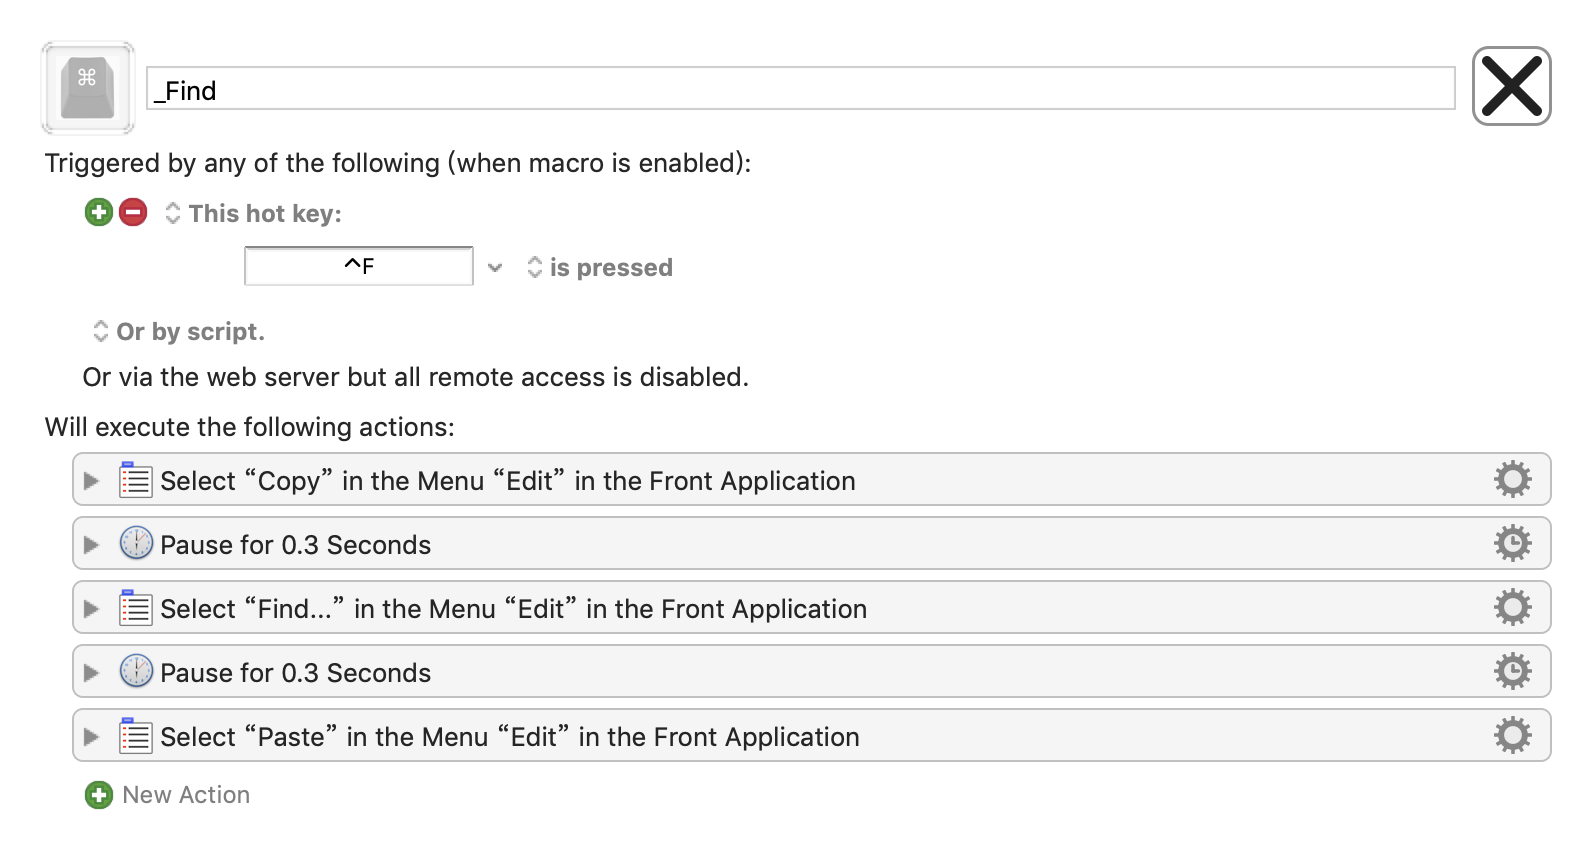 ⌘
_Find
Triggered by any of the following (when macro is enabled):
This hot key:
^F is pressed
Or by script.
Or via the web server but all remote access is disabled.
Will execute the following actions:
Select “Copy” in the Menu “Edit” in the Front Application
Pause for 0.3 Seconds
Select “Find...” in the Menu “Edit” in the Front Application
Pause for 0.3 Seconds
Select “Paste” in the Menu “Edit” in the Front Application
New Action